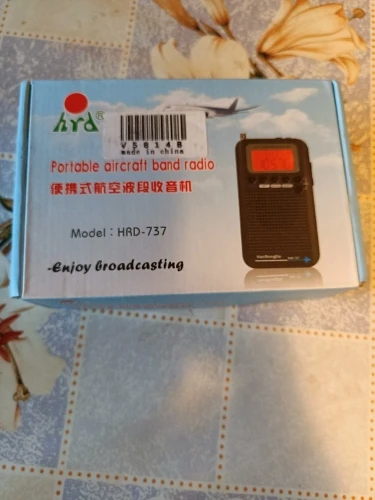 hrd®
V58148
made in china
Portable aircraft band radio
便携式航空波段收音机
Model：HRD-737
-Enjoy broadcasting